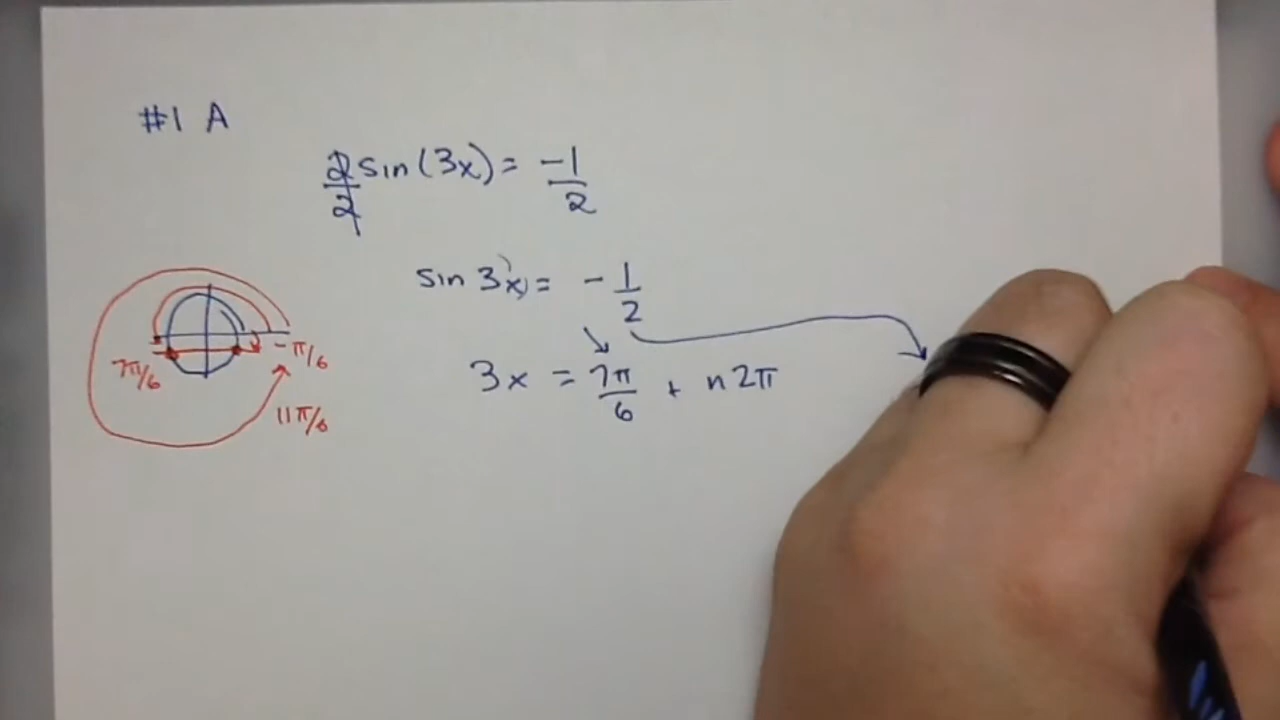 #1 A
2sin(3x) = -1
2 2
sin 3x = - 1/2
3x = 7π/6 + n2π
7π/6
-π/6
11π/6